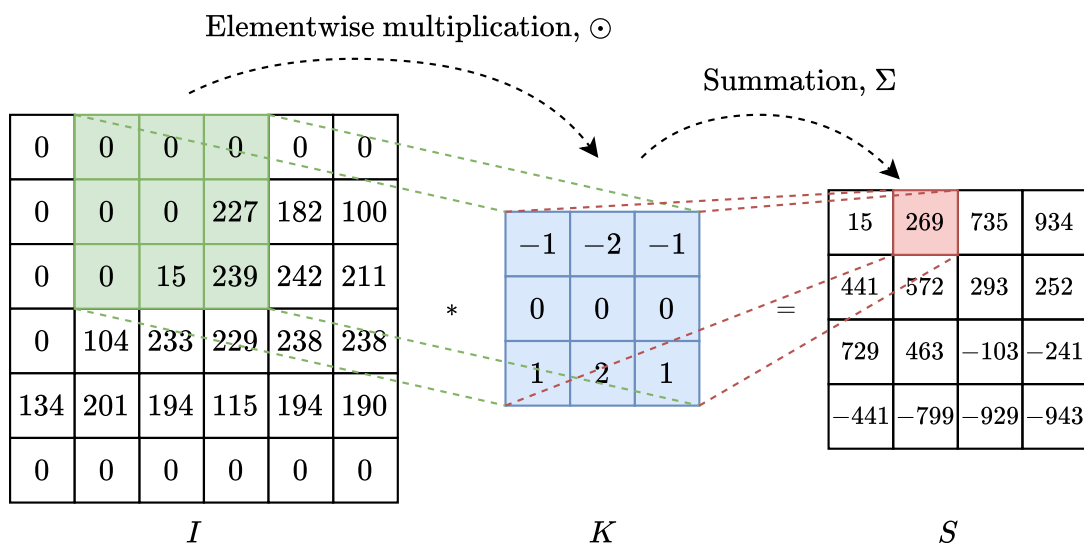 Elementwise multiplication, ⊙
Summation, Σ
0 0 0 0 0 0
0 0 0 227 182 100
0 0 15 239 242 211
0 104 233 229 238 238
134 201 194 115 194 190
0 0 0 0 0 0
I
*
−1 −2 −1
0 0 0
1 2 1
K
=
15 269 735 934
441 572 293 252
729 463 −103 −241
−441 −799 −929 −943
S